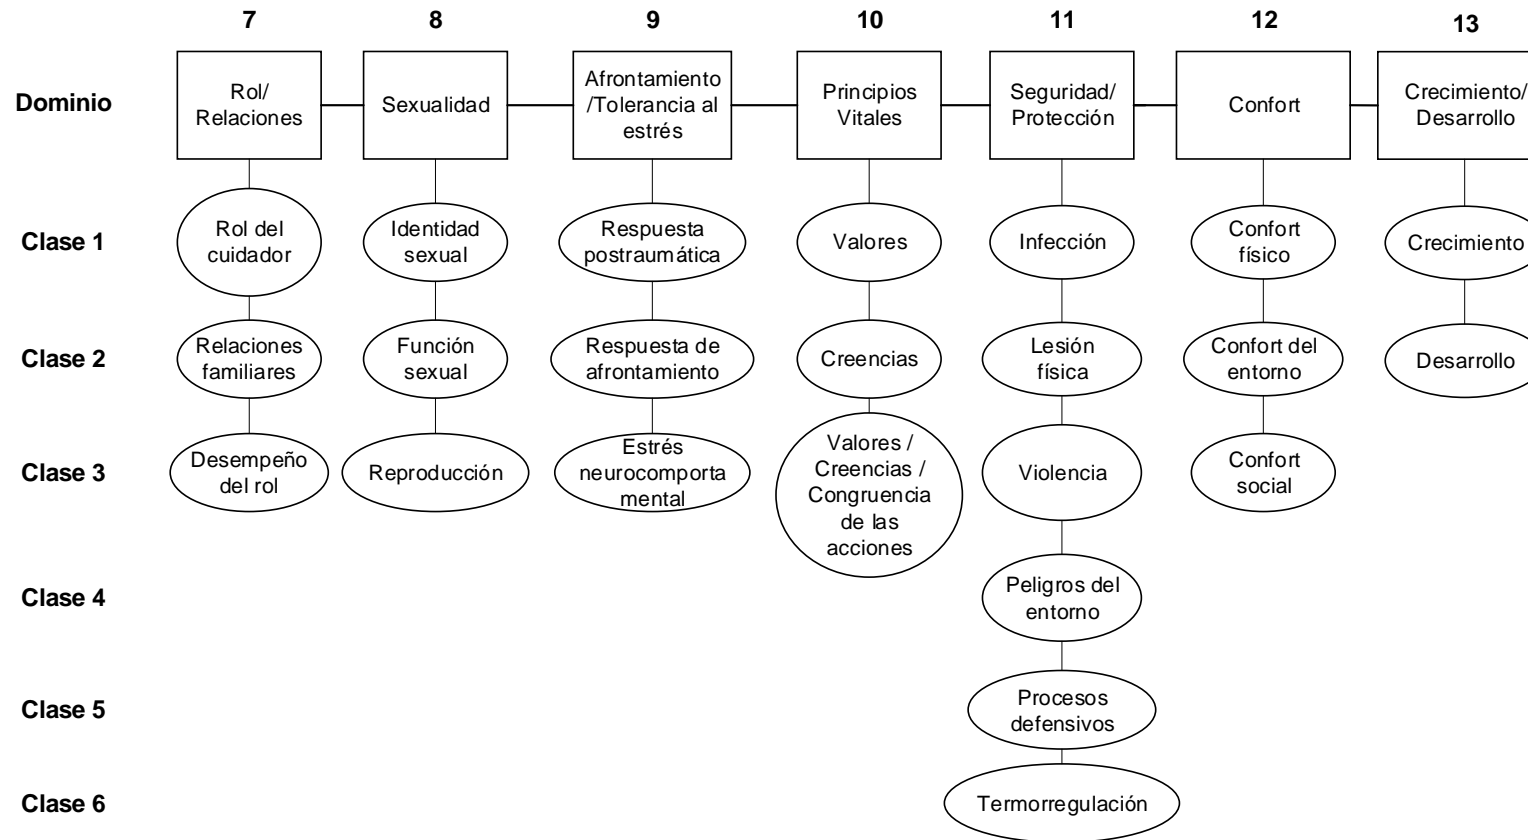 7 8 9 10 11 12 13
Dominio
Rol/
Relaciones
Sexualidad
Afrontamiento
/Tolerancia al
estrés
Principios
Vitales
Seguridad/
Protección
Confort
Crecimiento/
Desarrollo
Clase 1
Rol del
cuidador
Identidad
sexual
Respuesta
postraumática
Valores
Infección
Confort
físico
Crecimiento
Clase 2
Relaciones
familiares
Función
sexual
Respuesta de
afrontamiento
Creencias
Lesión
física
Confort del
entorno
Desarrollo
Clase 3
Desempeño
del rol
Reproducción
Estrés
neurocomporta
mental
Valores /
Creencias /
Congruencia
de las
acciones
Violencia
Confort
social
Clase 4
Peligros del
entorno
Clase 5
Procesos
defensivos
Clase 6
Termorregulación